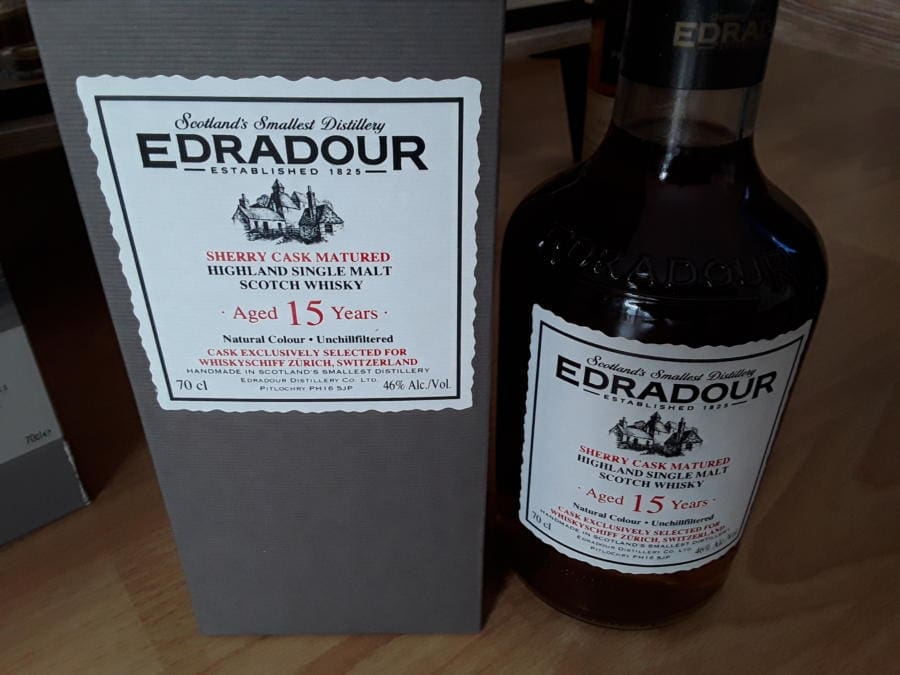 Scotland's Smallest Distillery
EDRADOUR
ESTABLISHED 1825
SHERRY CASK MATURED
HIGHLAND SINGLE MALT
SCOTCH WHISKY
· Aged 15 Years ·
Natural Colour • Unchillfiltered
CASK EXCLUSIVELY SELECTED FOR
WHISKYSCHIFF ZÜRICH, SWITZERLAND
HANDMADE IN SCOTLAND'S SMALLEST DISTILLERY
EDRADOUR DISTILLERY CO. LTD.
70 cl PITLOCHRY PH16 5JP 46% Alc./Vol.
EDRA
EDRADOUR
Scotland's Smallest Distillery
EDRADOUR
ESTABLISHED 1825
SHERRY CASK MATURED
HIGHLAND SINGLE MALT
SCOTCH WHISKY
· Aged 15 Years ·
Natural Colour • Unchillfiltered
CASK EXCLUSIVELY SELECTED FOR
WHISKYSCHIFF ZÜRICH, SWITZERLAND
HANDMADE IN SCOTLAND'S SMALLEST DISTILLERY
EDRADOUR DISTILLERY CO. LTD.
70 cl PITLOCHRY PH16 5JP 46% Alc./Vol
70cl e